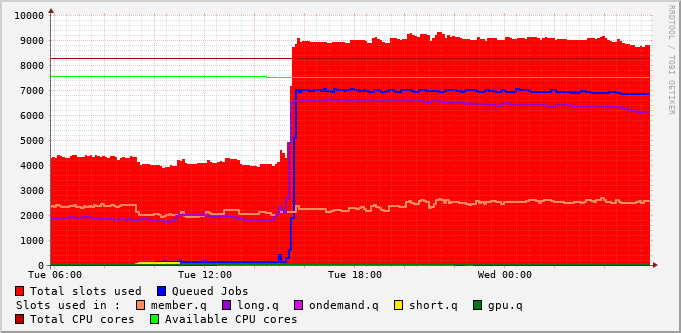 10000
9000
8000
7000
6000
5000
4000
3000
2000
1000
0
Tue 06:00 Tue 12:00 Tue 18:00 Wed 00:00
Total slots used Queued Jobs
Slots used in : member.q long.q ondemand.q short.q gpu.q
Total CPU cores Available CPU cores
RRDTOOL / TOBI OETIKER